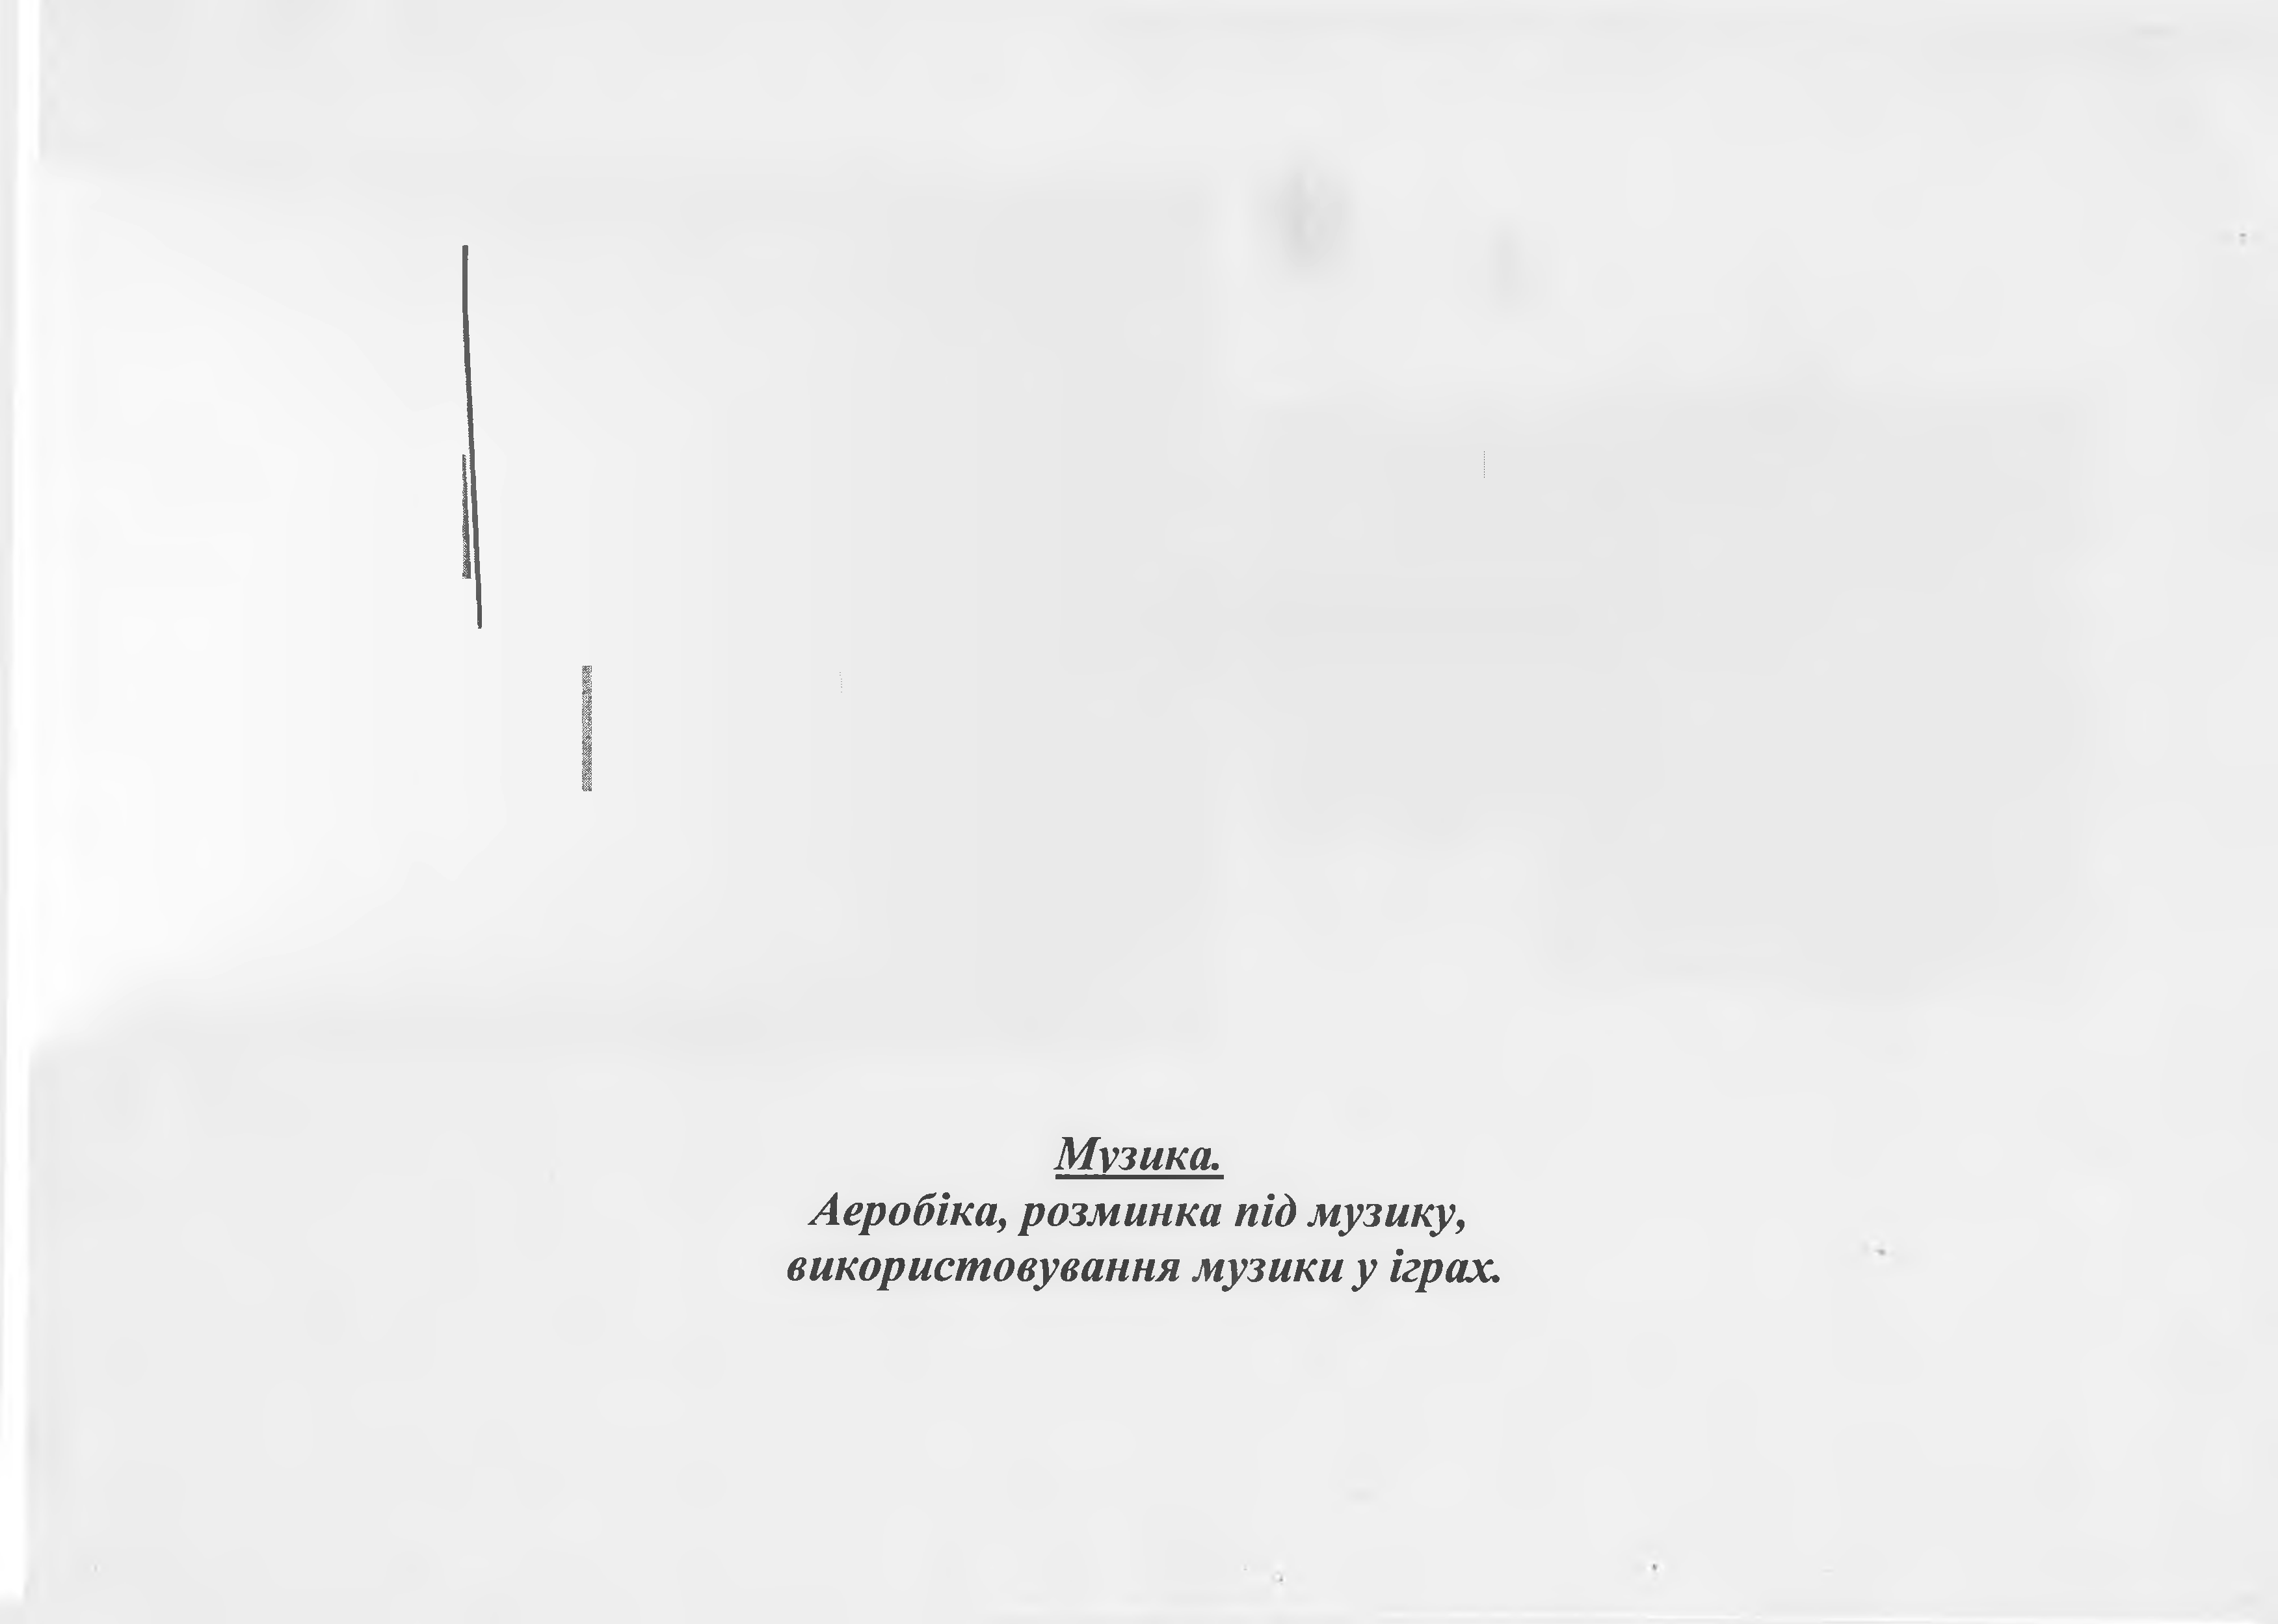 Музика.
Аеробіка, розминка під музику,
використовування музики у іграх.